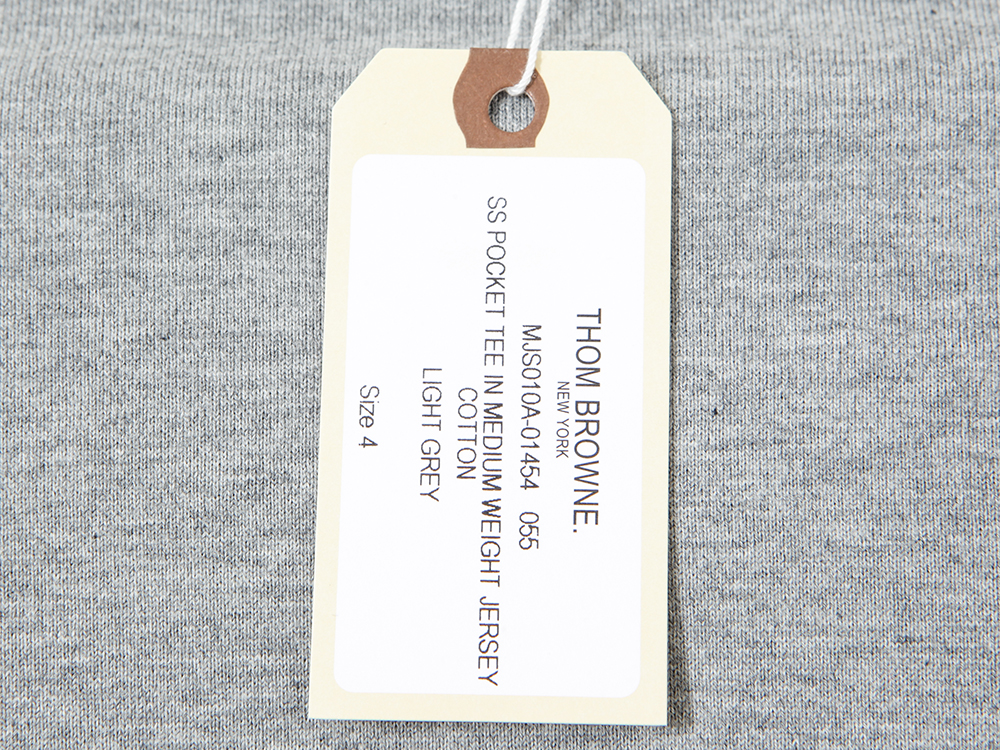 THOM BROWNE.
NEW YORK
MJS010A-01454 055
SS POCKET TEE IN MEDIUM WEIGHT JERSEY
COTTON
LIGHT GREY
Size 4